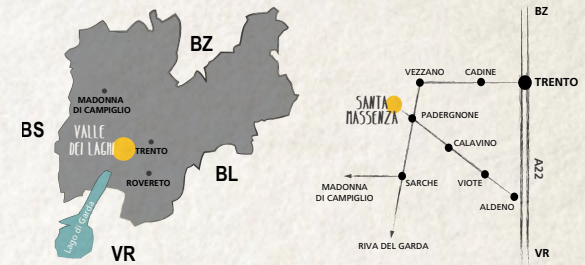 BZ
MADONNA
DI CAMPIGLIO
BS
VALLE
DEI LAGHI
TRENTO
ROVERETO
BL
Lago di Garda
VR
BZ
VEZZANO
CADINE
TRENTO
SANTA
MASSENZA
PADERGNONE
CALAVINO
A22
SARCHE
VIOTE
MADONNA
DI CAMPIGLIO
ALDENO
RIVA DEL GARDA
VR